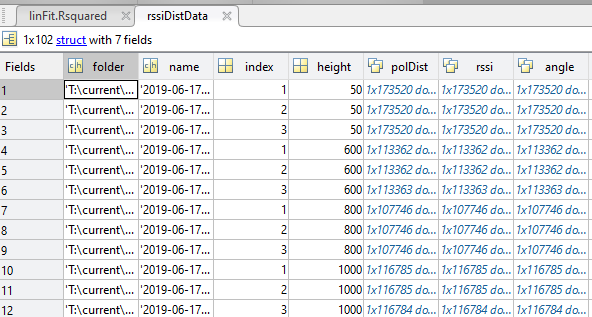 linFit.Rsquared rssiDistData
1x102 struct with 7 fields
Fields folder name index height polDist rssi angle
1 'T:\current\... '2019-06-17... 1 50 1x173520 do... 1x173520 do... 1x173520 do...
2 'T:\current\... '2019-06-17... 2 50 1x173520 do... 1x173520 do... 1x173520 do...
3 'T:\current\... '2019-06-17... 3 50 1x173520 do... 1x173520 do... 1x173520 do...
4 'T:\current\... '2019-06-17... 1 600 1x113362 do... 1x113362 do... 1x113362 do...
5 'T:\current\... '2019-06-17... 2 600 1x113362 do... 1x113362 do... 1x113362 do...
6 'T:\current\... '2019-06-17... 3 600 1x113363 do... 1x113363 do... 1x113363 do...
7 'T:\current\... '2019-06-17... 1 800 1x107746 do... 1x107746 do... 1x107746 do...
8 'T:\current\... '2019-06-17... 2 800 1x107746 do... 1x107746 do... 1x107746 do...
9 'T:\current\... '2019-06-17... 3 800 1x107746 do... 1x107746 do... 1x107746 do...
10 'T:\current\... '2019-06-17... 1 1000 1x116785 do... 1x116785 do... 1x116785 do...
11 'T:\current\... '2019-06-17... 2 1000 1x116785 do... 1x116785 do... 1x116785 do...
12 'T:\current\... '2019-06-17... 3 1000 1x116784 do... 1x116784 do... 1x116784 do...